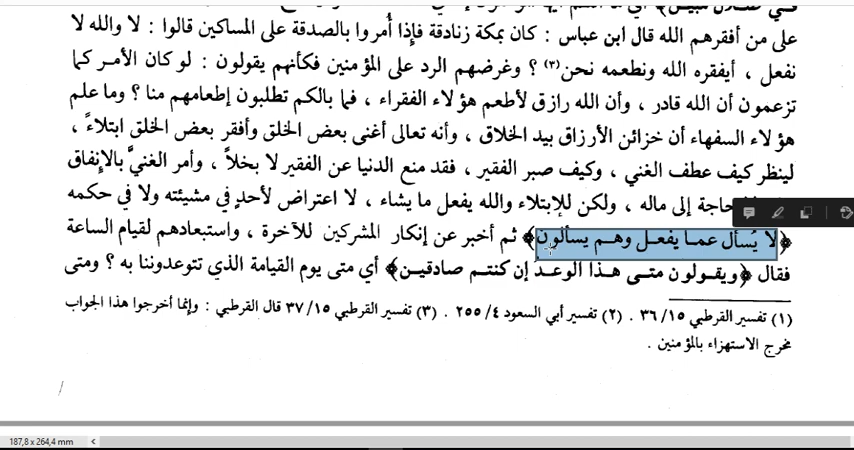 على من أفقرهم الله قال ابن عباس : كان بمكة زنادقة فإذا أُمروا بالصدقة على المساكين قالوا : لا والله لا
نفعل ، أيفقره الله ونطعمه نحن(٣) ؟ وغرضهم الرد على المؤمنين فكأنهم يقولون : لو كان الأمر كما
تزعمون أن الله قادر ، وأن الله رازق لأطعم هؤلاء الفقراء ، فما بالكم تطلبون إطعامهم منا ؟ وما علم
هؤلاء السفهاء أن خزائن الأرزاق بيد الخلاق ، وأنه تعالى أغنى بعض الخلق وأفقر بعض الخلق ابتلاءً ،
لينظر كيف عطف الغني ، وكيف صبر الفقير ، فقد منع الدنيا عن الفقير لا بخلاً ، وأمر الغنيَّ بالإنفاق
حاجة إلى ماله ، ولكن للإبتلاء والله يفعل ما يشاء ، لا اعتراض لأحدٍ في مشيئته ولا في حكمه
﴿لا يُسأل عما يفعل وهم يسألون﴾ ثم أخبر عن إنكار المشركين للآخرة ، واستبعادهم لقيام الساعة
فقال ﴿ويقولون متى هذا الوعدُ إن كنتم صادقين﴾ أي متى يوم القيامة الذي تتوعدوننا به ؟ ومتى
(١) تفسير القرطبي ١٥/ ٣٦ . (٢) تفسير أبي السعود ٤/ ٢٥٥ . (٣) تفسير القرطبي ١٥/ ٣٧ قال القرطبي : وإنما أخرجوا هذا الجواب
مخرج الاستهزاء بالمؤمنين .
187,8 x 264,4 mm